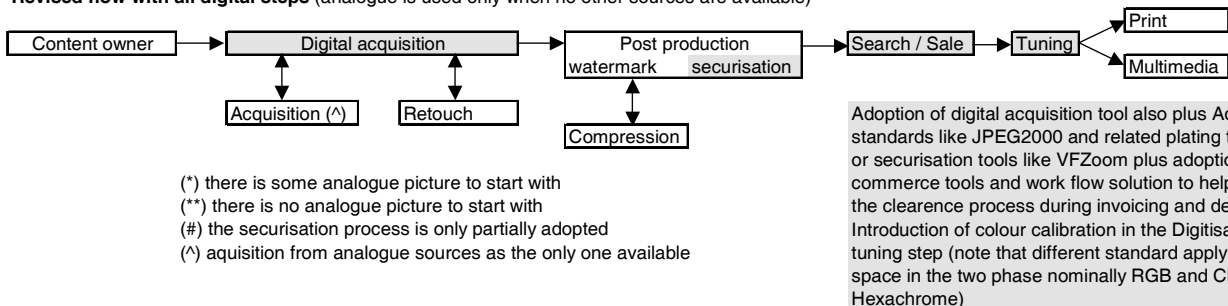 Revised flow with all digital steps (analogue is used only when no other sources are available)
Print
Content owner
Digital acquisition
Post production
Search / Sale
Tuning
watermark securisation
Multimedia
Acquisition (^)
Retouch
Compression
Adoption of digital acquisition tool also plus
standards like JPEG2000 and related plating
or securisation tools like VFZoom plus
commerce tools and work flow solution to
the clearence process during invoicing and
Introduction of colour calibration in the
tuning step (note that different standard apply
space in the two phase nominally RGB and
Hexachrome)
(*) there is some analogue picture to start with
(**) there is no analogue picture to start with
(#) the securisation process is only partially adopted
(^) aquisition from analogue sources as the only one available